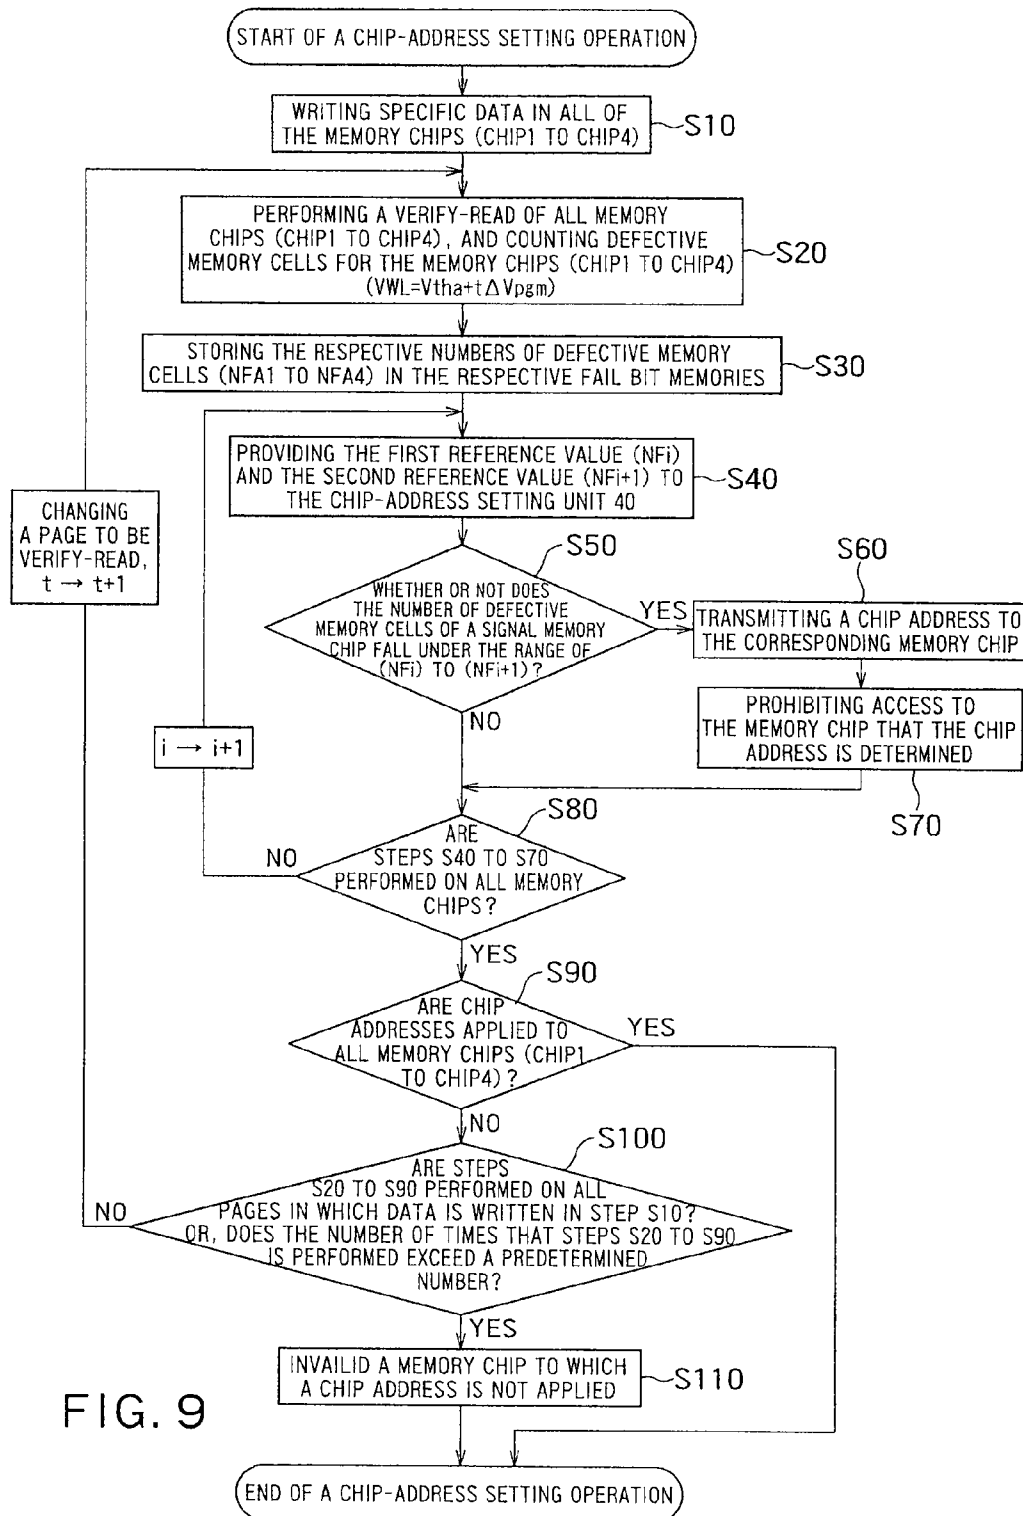 START OF A CHIP-ADDRESS SETTING OPERATION
WRITING SPECIFIC DATA IN ALL OF
THE MEMORY CHIPS (CHIP1 TO CHIP4)
S10
PERFORMING A VERIFY-READ OF ALL MEMORY
CHIPS (CHIP1 TO CHIP4), AND COUNTING DEFECTIVE
MEMORY CELLS FOR THE MEMORY CHIPS (CHIP1 TO CHIP4)
(VWL=Vtha+tΔVpgm)
S20
STORING THE RESPECTIVE NUMBERS OF DEFECTIVE MEMORY
CELLS (NFA1 TO NFA4) IN THE RESPECTIVE FAIL BIT MEMORIES
S30
PROVIDING THE FIRST REFERENCE VALUE (NFi)
AND THE SECOND REFERENCE VALUE (NFi+1) TO
THE CHIP-ADDRESS SETTING UNIT 40
S40
CHANGING
A PAGE TO BE
VERIFY-READ,
t → t+1
S50
WHETHER OR NOT DOES
THE NUMBER OF DEFECTIVE
MEMORY CELLS OF A SIGNAL MEMORY
CHIP FALL UNDER THE RANGE OF
(NFi) TO (NFi+1)?
YES
S60
TRANSMITTING A CHIP ADDRESS TO
THE CORRESPONDING MEMORY CHIP
PROHIBITING ACCESS TO
THE MEMORY CHIP THAT THE CHIP
ADDRESS IS DETERMINED
S70
NO
i → i+1
S80
ARE
STEPS S40 TO S70
PERFORMED ON ALL MEMORY
CHIPS?
NO
YES
S90
ARE CHIP
ADDRESSES APPLIED TO
ALL MEMORY CHIPS (CHIP1
TO CHIP4)?
YES
NO
S100
ARE STEPS
S20 TO S90 PERFORMED ON ALL
PAGES IN WHICH DATA IS WRITTEN IN STEP S10?
OR, DOES THE NUMBER OF TIMES THAT STEPS S20 TO S90
IS PERFORMED EXCEED A PREDETERMINED
NUMBER?
NO
YES
INVAILID A MEMORY CHIP TO WHICH
A CHIP ADDRESS IS NOT APPLIED
S110
FIG. 9
END OF A CHIP-ADDRESS SETTING OPERATION